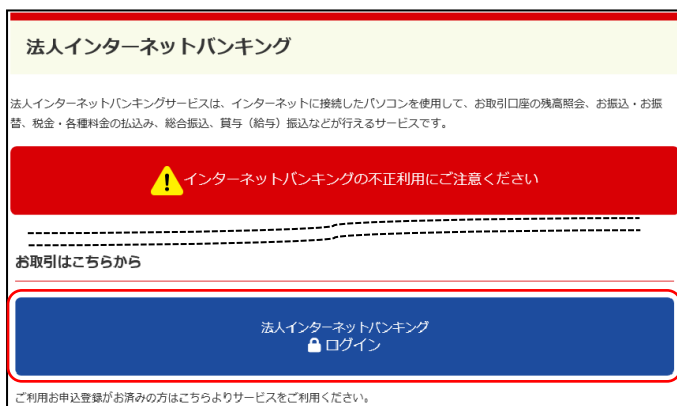 法人インターネットバンキング
法人インターネットバンキングサービスは、インターネットに接続したパソコンを使用して、お取引口座の残高照会、お振込・お振
替、税金・各種料金の払込み、総合振込、賞与（給与）振込などが行えるサービスです。
インターネットバンキングの不正利用にご注意ください
お取引はこちらから
法人インターネットバンキング
ログイン
ご利用お申込登録がお済みの方はこちらよりサービスをご利用ください。